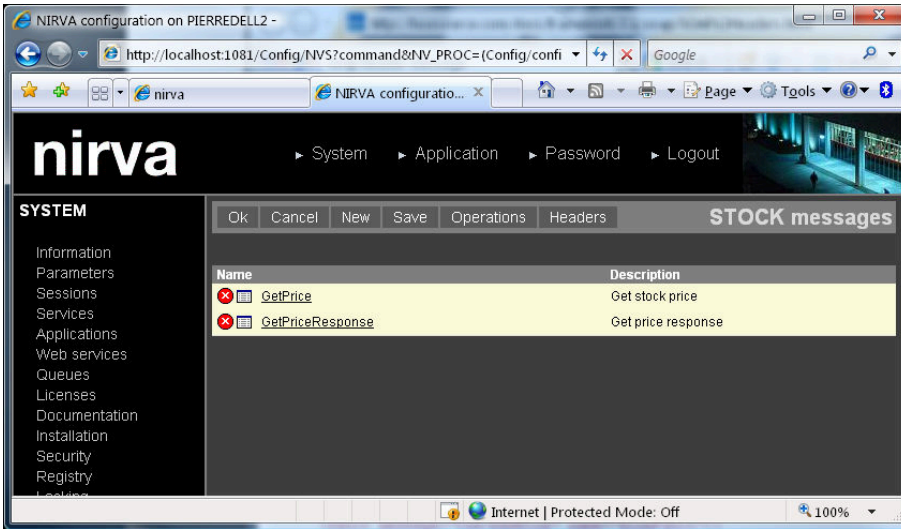 NIRVA configuration on PIERREDELL2 -
http://localhost:1081/Config/NVS?command&NV_PROC={Config/confi
Google
nirva
NIRVA configuratio...
Page
Tools
nirva
System
Application
Password
Logout
SYSTEM
Ok
Cancel
New
Save
Operations
Headers
STOCK messages
Information
Parameters
Sessions
Services
Applications
Web services
Queues
Licenses
Documentation
Installation
Security
Registry
Name
Description
GetPrice
Get stock price
GetPriceResponse
Get price response
Internet | Protected Mode: Off
100%